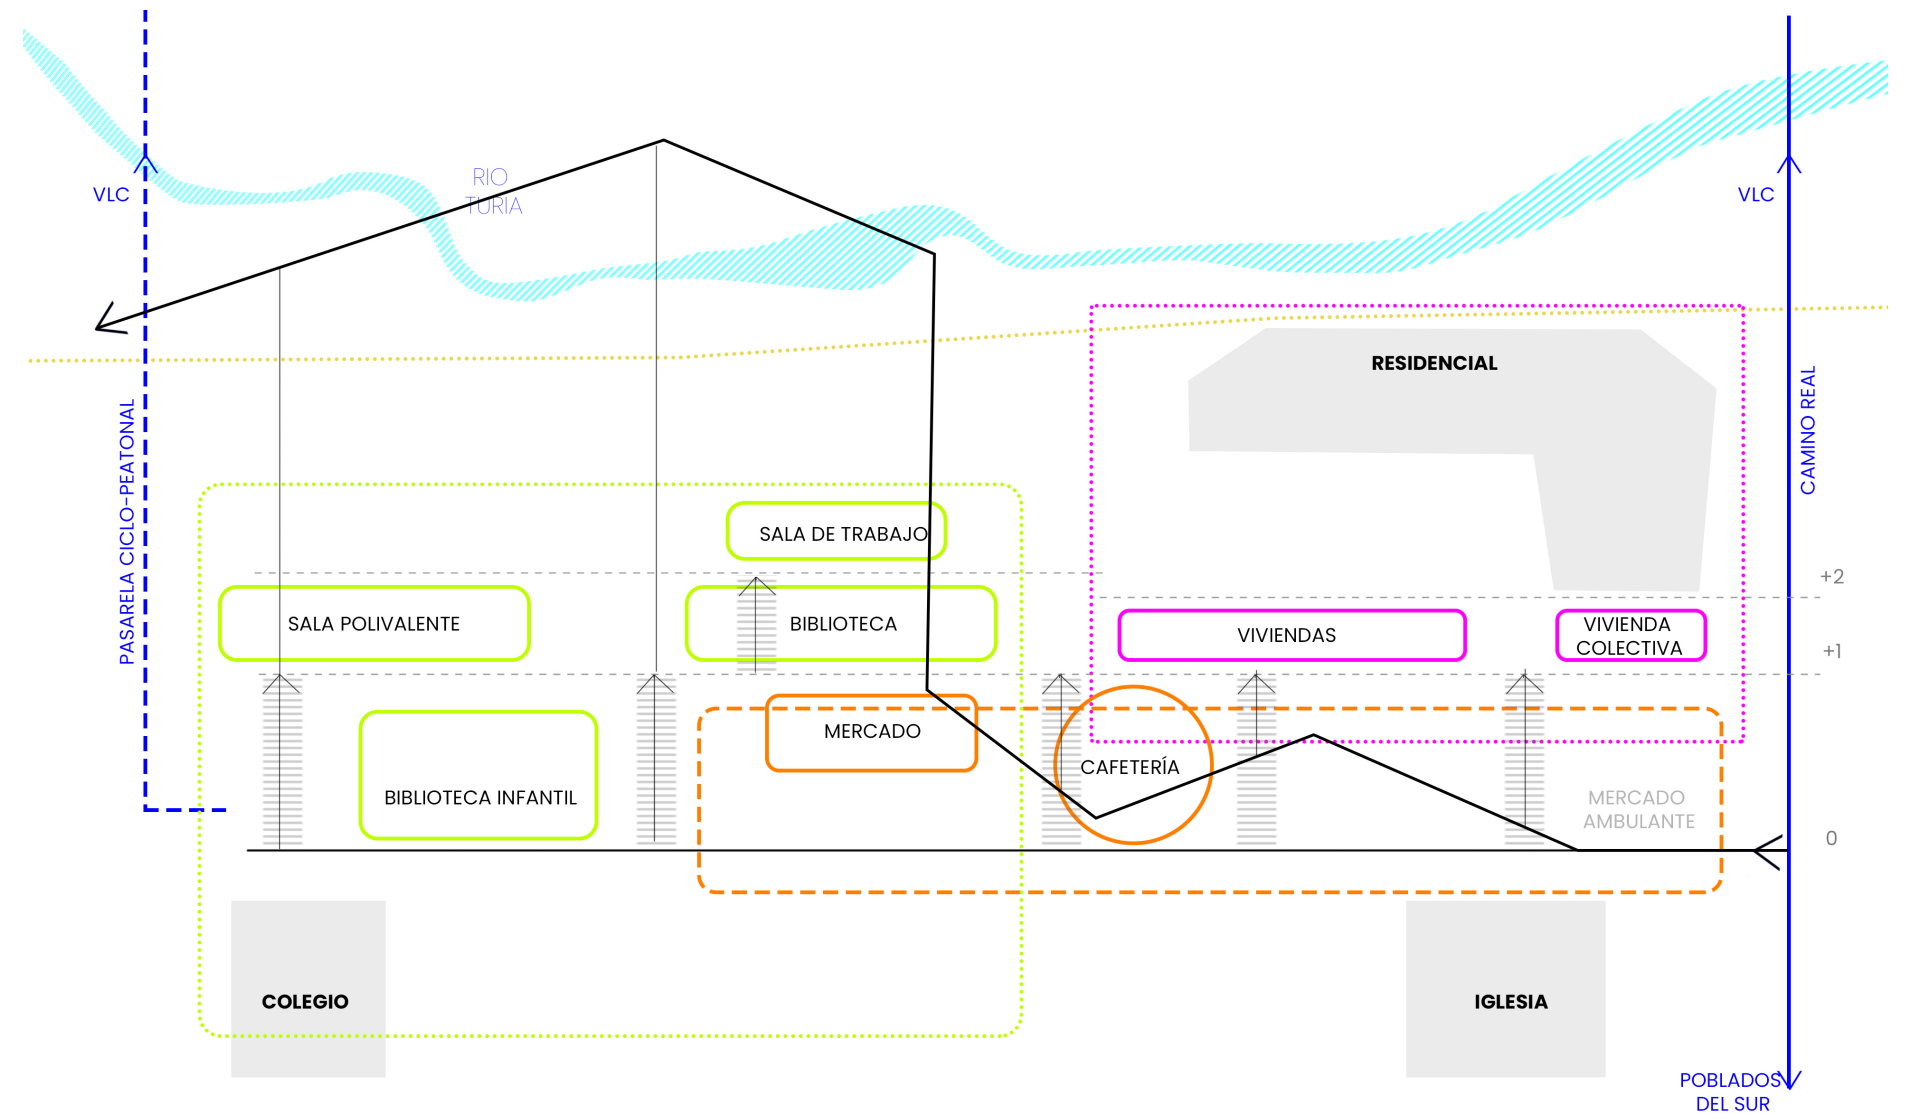 RIO
TURIA
VLC
VLC
RESIDENCIAL
CAMINO REAL
PASARELA CICLO-PEATONAL
SALA DE TRABAJO
+2
SALA POLIVALENTE
BIBLIOTECA
VIVIENDAS
VIVIENDA
COLECTIVA
+1
MERCADO
CAFETERÍA
BIBLIOTECA INFANTIL
MERCADO
AMBULANTE
0
COLEGIO
IGLESIA
POBLADOS
DEL SUR